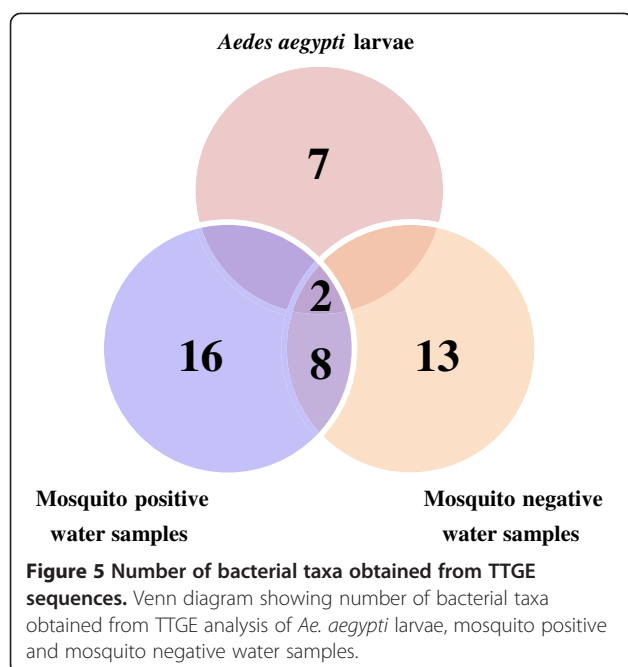 Aedes aegypti larvae
7
2
16
8
13
Mosquito positive
water samples
Mosquito negative
water samples
Figure 5 Number of bacterial taxa obtained from TTGE
sequences. Venn diagram showing number of bacterial taxa
obtained from TTGE analysis of Ae. aegypti larvae, mosquito positive
and mosquito negative water samples.